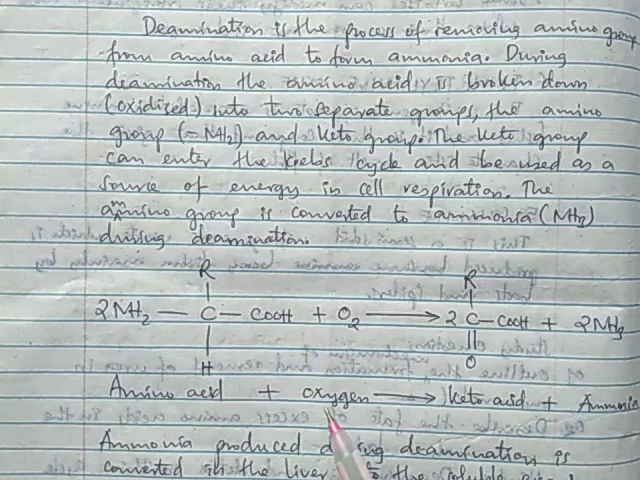 Deamination is the process of removing amino group
from amino acid to form ammonia. During
deamination the amino acid is broken down
(oxidized) into two separate groups, the amino
group (-NH2) and keto group. The keto group
can enter the krebs cycle and be used as a
source of energy in cell respiration. The
amino group is converted to ammonia (NH3)
during deamination.
R R
2NH2 — C — COOH + O2 → 2 C — COOH + 2NH3
H O
Amino acid + oxygen → keto acid + Ammonia
Ammonia produced during deamination is
converted in the liver to the soluble